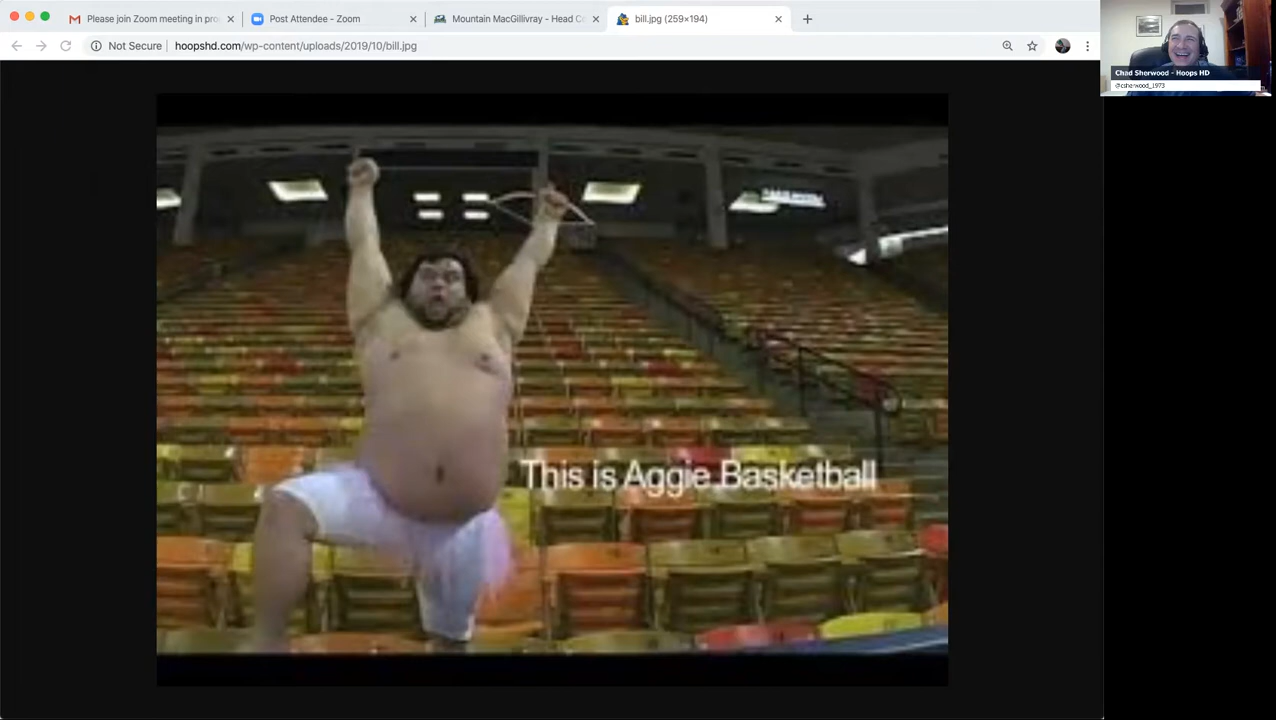 Please join Zoom meeting in pro
Post Attendee - Zoom
Mountain MacGillivray - Head C
bill.jpg (259×194)
Not Secure | hoopshd.com/wp-content/uploads/2019/10/bill.jpg
Chad Sherwood - Hoops HD
@csherwood_1973
This is Aggie Basketball